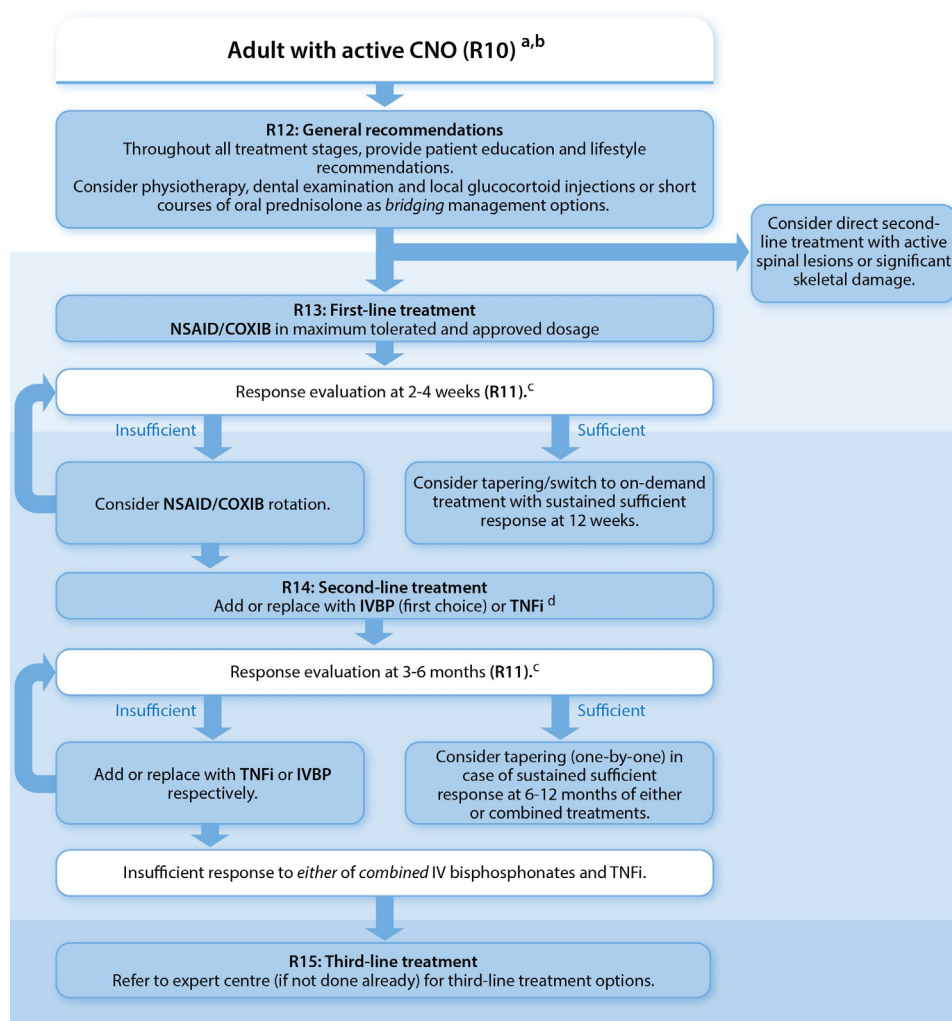 Adult with active CNO (R10) a,b
R12: General recommendations
Throughout all treatment stages, provide patient education and lifestyle
recommendations.
Consider physiotherapy, dental examination and local glucocortoid injections or short
courses of oral prednisolone as bridging management options.
Consider direct second-
line treatment with active
spinal lesions or significant
skeletal damage.
R13: First-line treatment
NSAID/COXIB in maximum tolerated and approved dosage
Response evaluation at 2-4 weeks (R11).c
Insufficient
Sufficient
Consider NSAID/COXIB rotation.
Consider tapering/switch to on-demand
treatment with sustained sufficient
response at 12 weeks.
R14: Second-line treatment
Add or replace with IVBP (first choice) or TNFi d
Response evaluation at 3-6 months (R11).c
Insufficient
Sufficient
Add or replace with TNFi or IVBP
respectively.
Consider tapering (one-by-one) in
case of sustained sufficient
response at 6-12 months of either
or combined treatments.
Insufficient response to either of combined IV bisphosphonates and TNFi.
R15: Third-line treatment
Refer to expert centre (if not done already) for third-line treatment options.